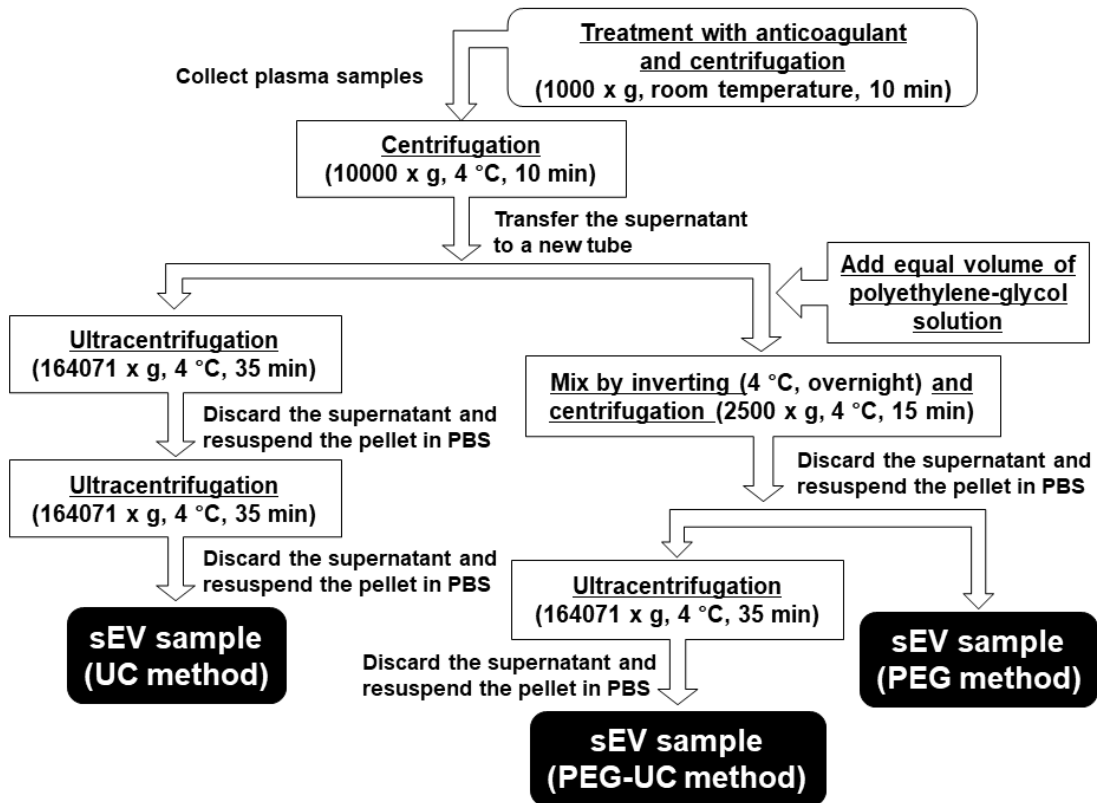 Treatment with anticoagulant
and centrifugation
(1000 x g, room temperature, 10 min)
Collect plasma samples
Centrifugation
(10000 x g, 4 °C, 10 min)
Transfer the supernatant
to a new tube
Add equal volume of
polyethylene-glycol
solution
Ultracentrifugation
(164071 x g, 4 °C, 35 min)
Mix by inverting (4 °C, overnight) and
centrifugation (2500 x g, 4 °C, 15 min)
Discard the supernatant and
resuspend the pellet in PBS
Discard the supernatant and
resuspend the pellet in PBS
Ultracentrifugation
(164071 x g, 4 °C, 35 min)
Discard the supernatant and
resuspend the pellet in PBS
Ultracentrifugation
(164071 x g, 4 °C, 35 min)
sEV sample
(UC method)
Discard the supernatant and
resuspend the pellet in PBS
sEV sample
(PEG method)
sEV sample
(PEG-UC method)